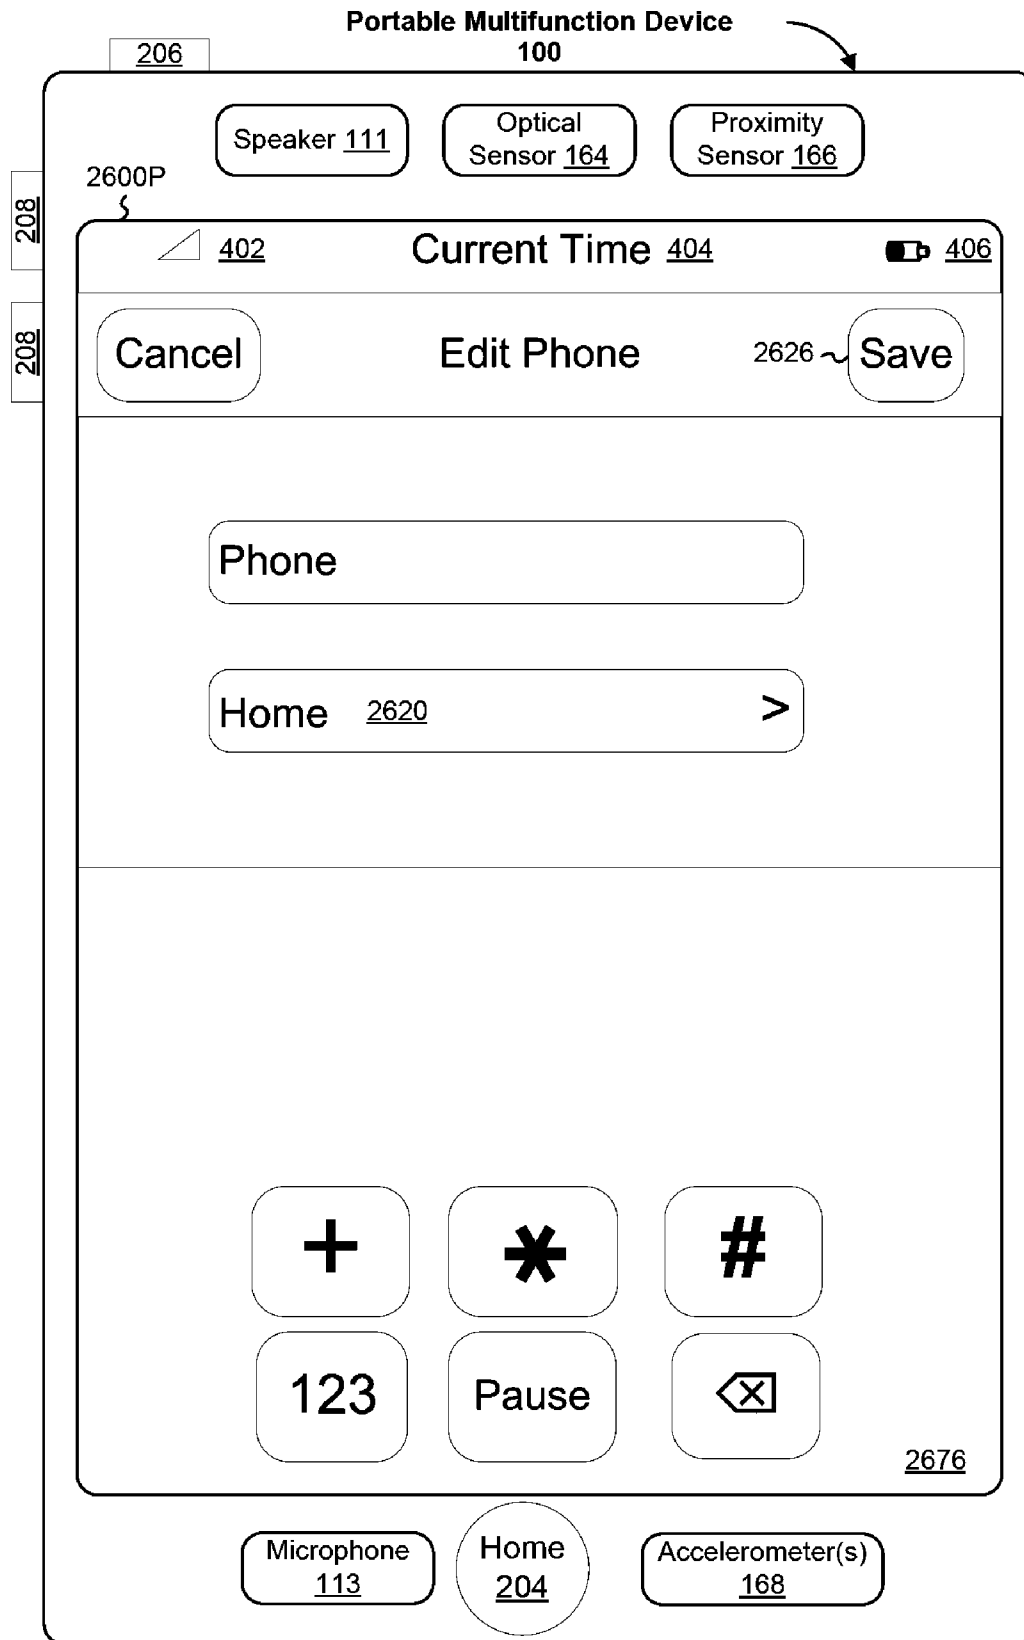 Portable Multifunction Device
100
206
Speaker 111
Optical
Sensor 164
Proximity
Sensor 166
2600P
208
208
402
Current Time 404
406
Cancel
Edit Phone
2626
Save
Phone
Home 2620 >
+
*
#
123
Pause
2676
Microphone
113
Home
204
Accelerometer(s)
168